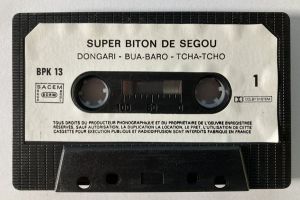 SUPER BITON DE SEGOU
DONGARI - BUA-BARO - TCHA-TCHO
BPK 13
1
SACEM
DOLBY SYSTEM
TOUS DROITS DU PRODUCTEUR PHONOGRAPHIQUE ET DU PROPRIETAIRE DE L'OEUVRE ENREGISTREE
RESERVES, SAUF AUTORISATION, LA DUPLICATION LA LOCATION, LE PRET, L'UTILISATION DE CETTE
CASSETTE POUR EXECUTION PUBLIQUE ET RADIODIFFUSION SONT INTERDITS FABRIQUE EN FRANCE